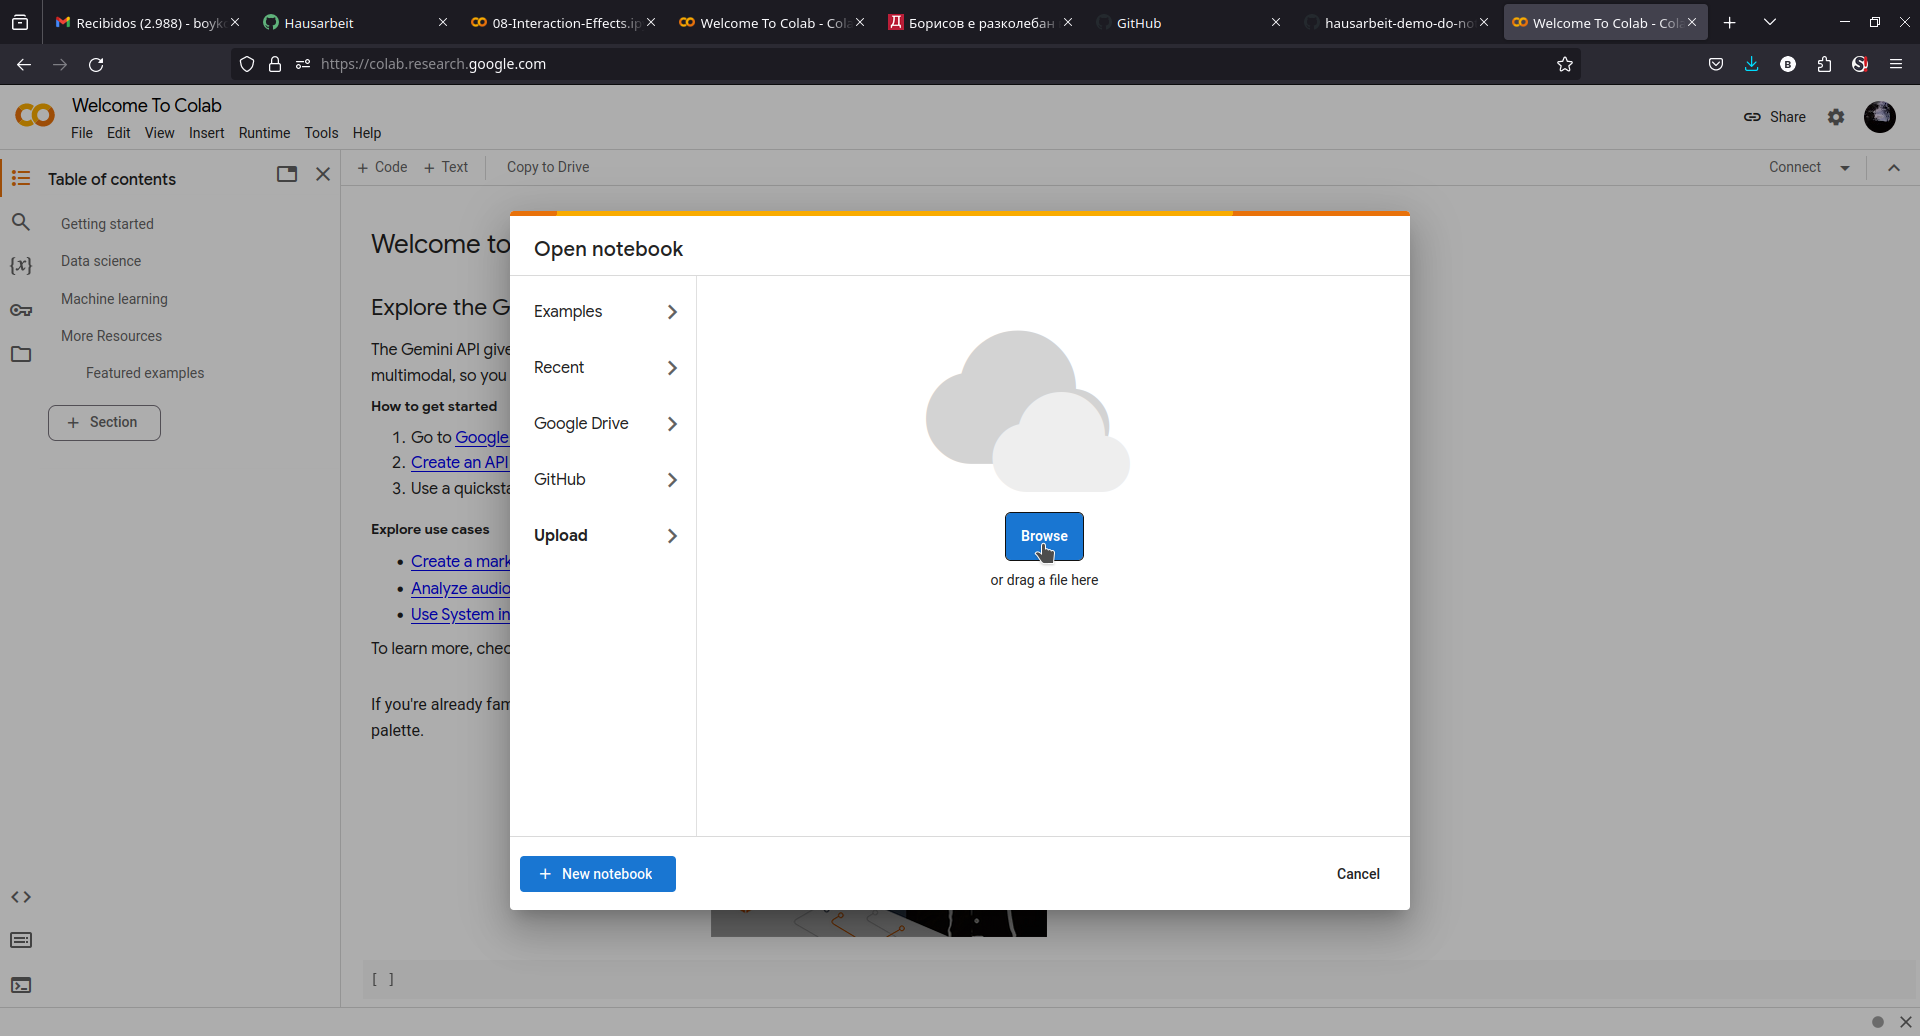 Recibidos (2.988) - boyk
Hausarbeit
08-Interaction-Effects.ip
Welcome To Colab - Cola
Борисов е разколебан
GitHub
hausarbeit-demo-do-no
Welcome To Colab - Col
https://colab.research.google.com
Welcome To Colab
File Edit View Insert Runtime Tools Help
Share
Table of contents
+ Code + Text Copy to Drive
Connect
Getting started
Data science
Machine learning
More Resources
Featured examples
+ Section
Welcome to
Explore the G
The Gemini API give
multimodal, so you
How to get started
1. Go to Google
2. Create an API
3. Use a quicksta
Explore use cases
• Create a mark
• Analyze audio
• Use System in
To learn more, chec
If you're already fam
palette.
[ ]
Open notebook
Examples
Recent
Google Drive
GitHub
Upload
Browse
or drag a file here
+ New notebook
Cancel